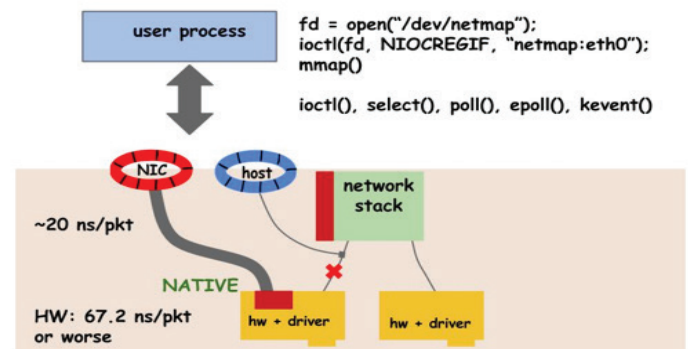 user process
fd = open("/dev/netmap");
ioctl(fd, NIOCREGIF, "netmap:eth0");
mmap()
ioctl(), select(), poll(), epoll(), kevent()
NIC
host
network
stack
~20 ns/pkt
NATIVE
HW: 67.2 ns/pkt
or worse
hw + driver
hw + driver